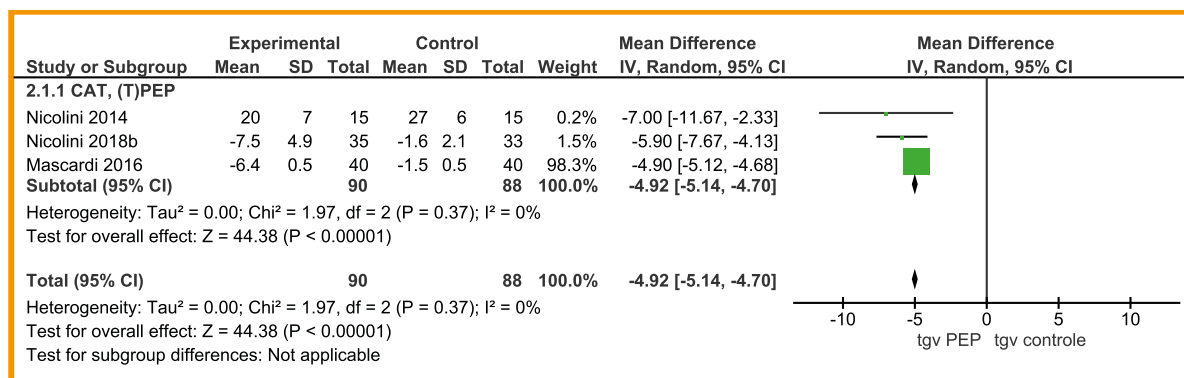 Experimental Control Mean Difference Mean Difference
Study or Subgroup Mean SD Total Mean SD Total Weight IV, Random, 95% CI IV, Random, 95% CI
2.1.1 CAT, (T)PEP
Nicolini 2014 20 7 15 27 6 15 0.2% -7.00 [-11.67, -2.33]
Nicolini 2018b -7.5 4.9 35 -1.6 2.1 33 1.5% -5.90 [-7.67, -4.13]
Mascardi 2016 -6.4 0.5 40 -1.5 0.5 40 98.3% -4.90 [-5.12, -4.68]
Subtotal (95% CI) 90 88 100.0% -4.92 [-5.14, -4.70]
Heterogeneity: Tau² = 0.00; Chi² = 1.97, df = 2 (P = 0.37); I² = 0%
Test for overall effect: Z = 44.38 (P < 0.00001)
Total (95% CI) 90 88 100.0% -4.92 [-5.14, -4.70]
Heterogeneity: Tau² = 0.00; Chi² = 1.97, df = 2 (P = 0.37); I² = 0%
Test for overall effect: Z = 44.38 (P < 0.00001)
Test for subgroup differences: Not applicable
-10 -5 0 5 10
tgv PEP tgv controle